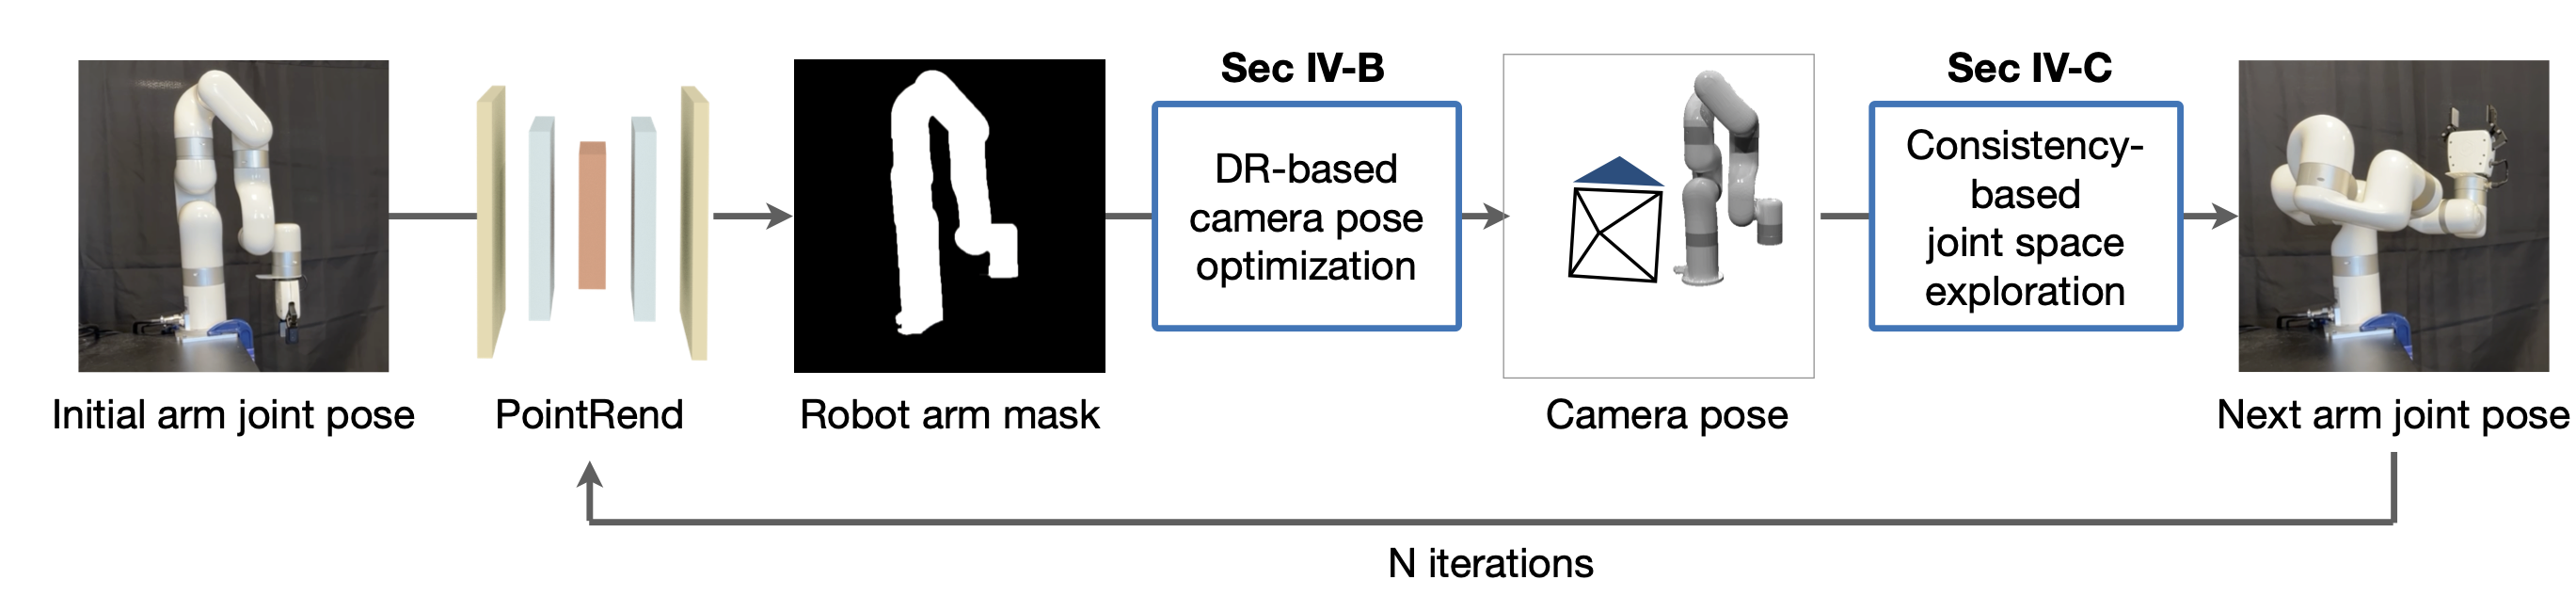 Sec IV-B
Sec IV-C
DR-based
camera pose
optimization
Consistency-
based
joint space
exploration
Initial arm joint pose
PointRend
Robot arm mask
Camera pose
Next arm joint pose
N iterations